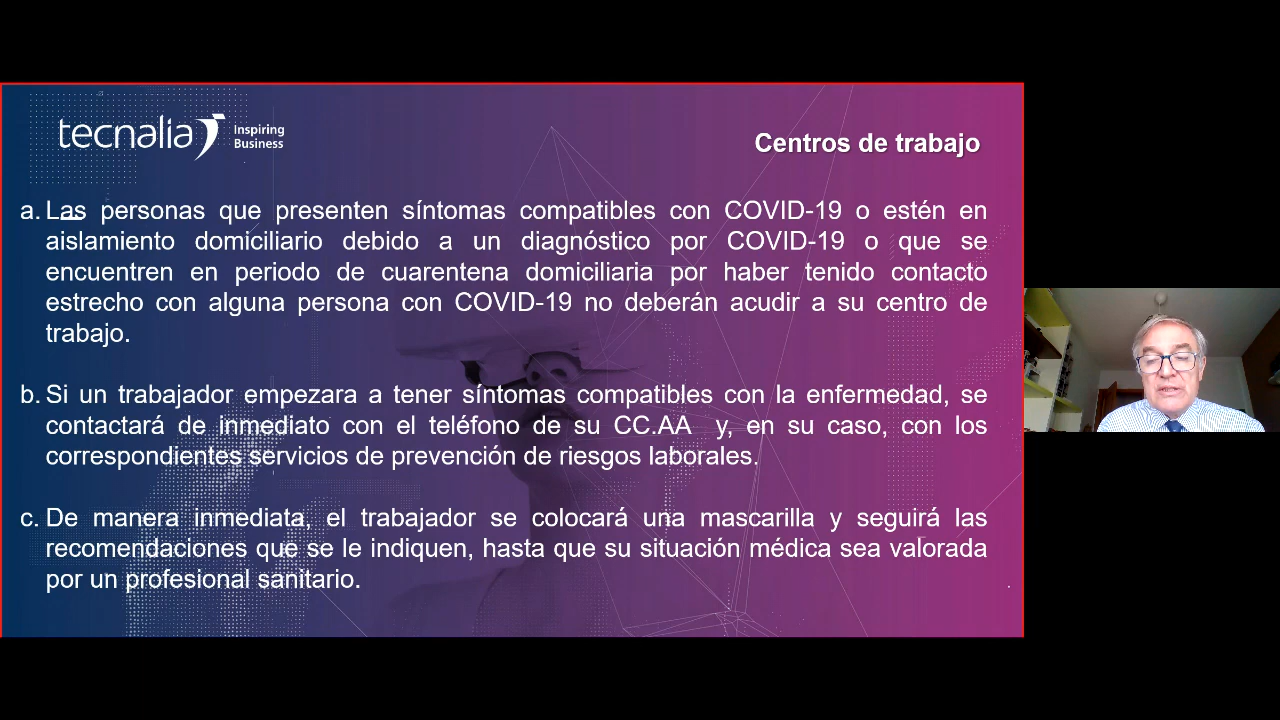 tecnalia
Inspiring
Business
Centros de trabajo
a. Las personas que presenten síntomas compatibles con COVID-19 o estén en
aislamiento domiciliario debido a un diagnóstico por COVID-19 o que se
encuentren en periodo de cuarentena domiciliaria por haber tenido contacto
estrecho con alguna persona con COVID-19 no deberán acudir a su centro de
trabajo.
b. Si un trabajador empezara a tener síntomas compatibles con la enfermedad, se
contactará de inmediato con el teléfono de su CC.AA y, en su caso, con los
correspondientes servicios de prevención de riesgos laborales.
c. De manera inmediata, el trabajador se colocará una mascarilla y seguirá las
recomendaciones que se le indiquen, hasta que su situación médica sea valorada
por un profesional sanitario.